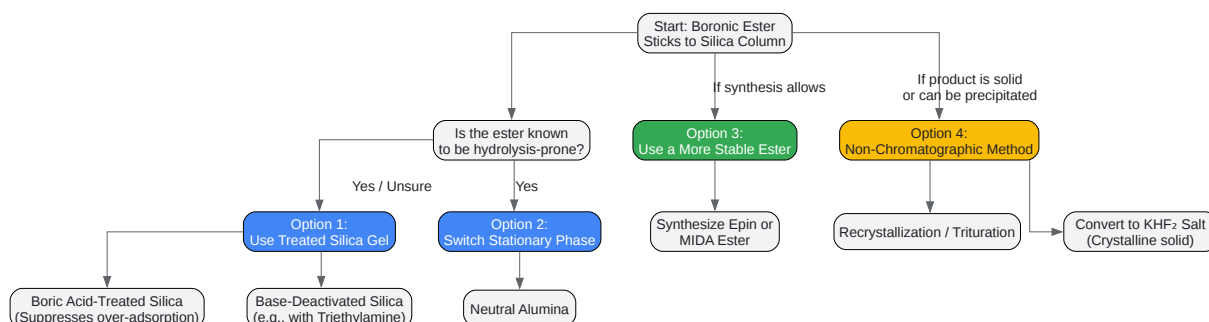 Start: Boronic Ester
Sticks to Silica Column
If synthesis allows
If product is solid
or can be precipitated
Is the ester known
to be hydrolysis-prone?
Option 3:
Use a More Stable Ester
Option 4:
Non-Chromatographic Method
Yes / Unsure
Yes
Option 1:
Use Treated Silica Gel
Option 2:
Switch Stationary Phase
Synthesize Epin or
MIDA Ester
Recrystallization / Trituration
Convert to KHF₂ Salt
(Crystalline solid)
Boric Acid-Treated Silica
(Suppresses over-adsorption)
Base-Deactivated Silica
(e.g., with Triethylamine)
Neutral Alumina